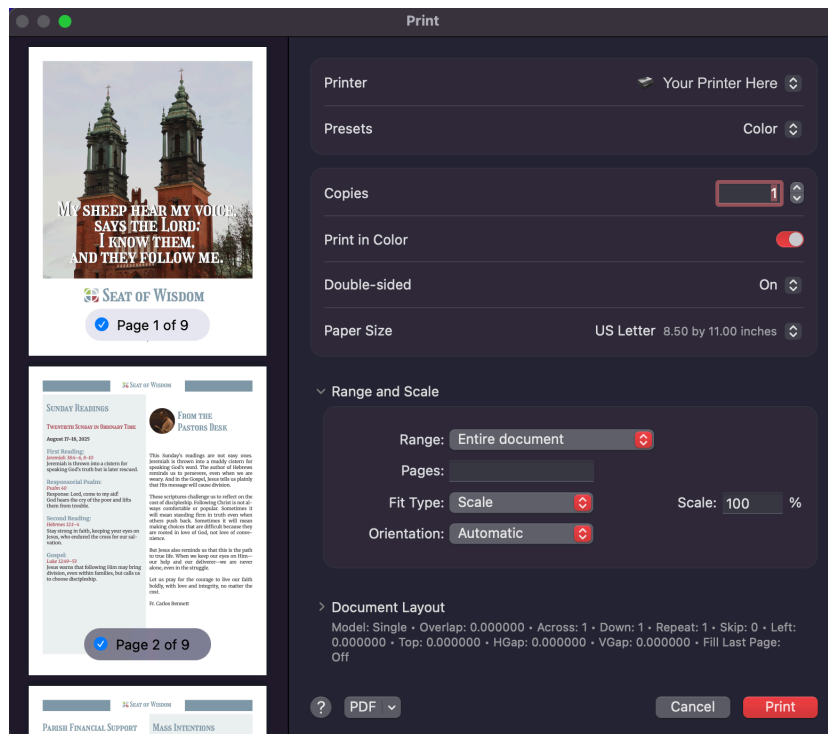 Print
MY SHEEP HEAR MY VOICE,
SAYS THE LORD;
I KNOW THEM,
AND THEY FOLLOW ME.
SEAT OF WISDOM
Page 1 of 9
SEAT OF WISDOM
SUNDAY READINGS
TWENTIETH SUNDAY IN ORDINARY TIME
August 17-18, 2025
First Reading:
Jeremiah 38:4-6, 8-10
Jeremiah is thrown into a cistern for
speaking God's truth but is later rescued.
Responsorial Psalm:
Psalm 40
Response: Lord, come to my aid!
God hears the cry of the poor and lifts
them from trouble.
Second Reading:
Hebrews 12:1-4
Stay strong in faith, keeping your eyes on
Jesus, who endured the cross for our sal-
vation.
Gospel:
Luke 12:49-53
Jesus warns that following Him may bring
division, even within families, but calls us
to choose discipleship.
FROM THE
PASTORS DESK
This Sunday's readings are not easy ones.
Jeremiah is thrown into a muddy cistern for
speaking God's word. The author of Hebrews
reminds us to persevere, even when we are
weary. And in the Gospel, Jesus tells us plainly
that His message will cause division.
These scriptures challenge us to reflect on the
cost of discipleship. Following Christ is not al-
ways comfortable or popular. Sometimes it
will mean standing firm in truth even when
others push back. Sometimes it will mean
making choices that are difficult because they
are rooted in love of God, not love of conve-
nience.
But Jesus also reminds us that this is the path
to true life. When we keep our eyes on Him—
our help and our deliverer—we are never
alone, even in the struggle.
Let us pray for the courage to live our faith
boldly, with love and integrity, no matter the
cost.
Fr. Carlos Bennett
Page 2 of 9
SEAT OF WISDOM
PARISH FINANCIAL SUPPORT
MASS INTENTIONS
Printer
Your Printer Here
Presets
Color
Copies
1
Print in Color
Double-sided
On
Paper Size
US Letter 8.50 by 11.00 inches
Range and Scale
Range: Entire document
Pages:
Fit Type: Scale
Scale: 100 %
Orientation: Automatic
Document Layout
Model: Single • Overlap: 0.000000 • Across: 1 • Down: 1 • Repeat: 1 • Skip: 0 • Left:
0.000000 • Top: 0.000000 • HGap: 0.000000 • VGap: 0.000000 • Fill Last Page:
Off
? PDF
Cancel
Print